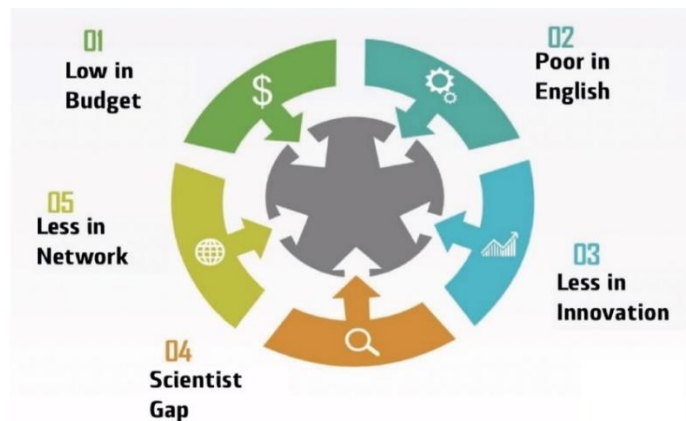 01
Low in
Budget
02
Poor in
English
03
Less in
Innovation
04
Scientist
Gap
05
Less in
Network
$